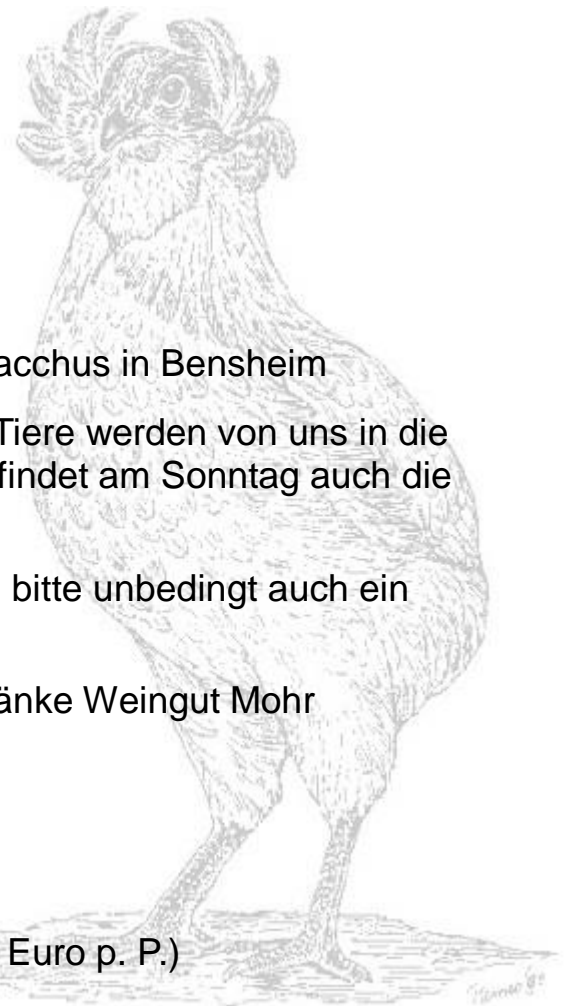 acchus in Bensheim
Tiere werden von uns in die
findet am Sonntag auch die
bitte unbedingt auch ein
änke Weingut Mohr
Euro p. P.)